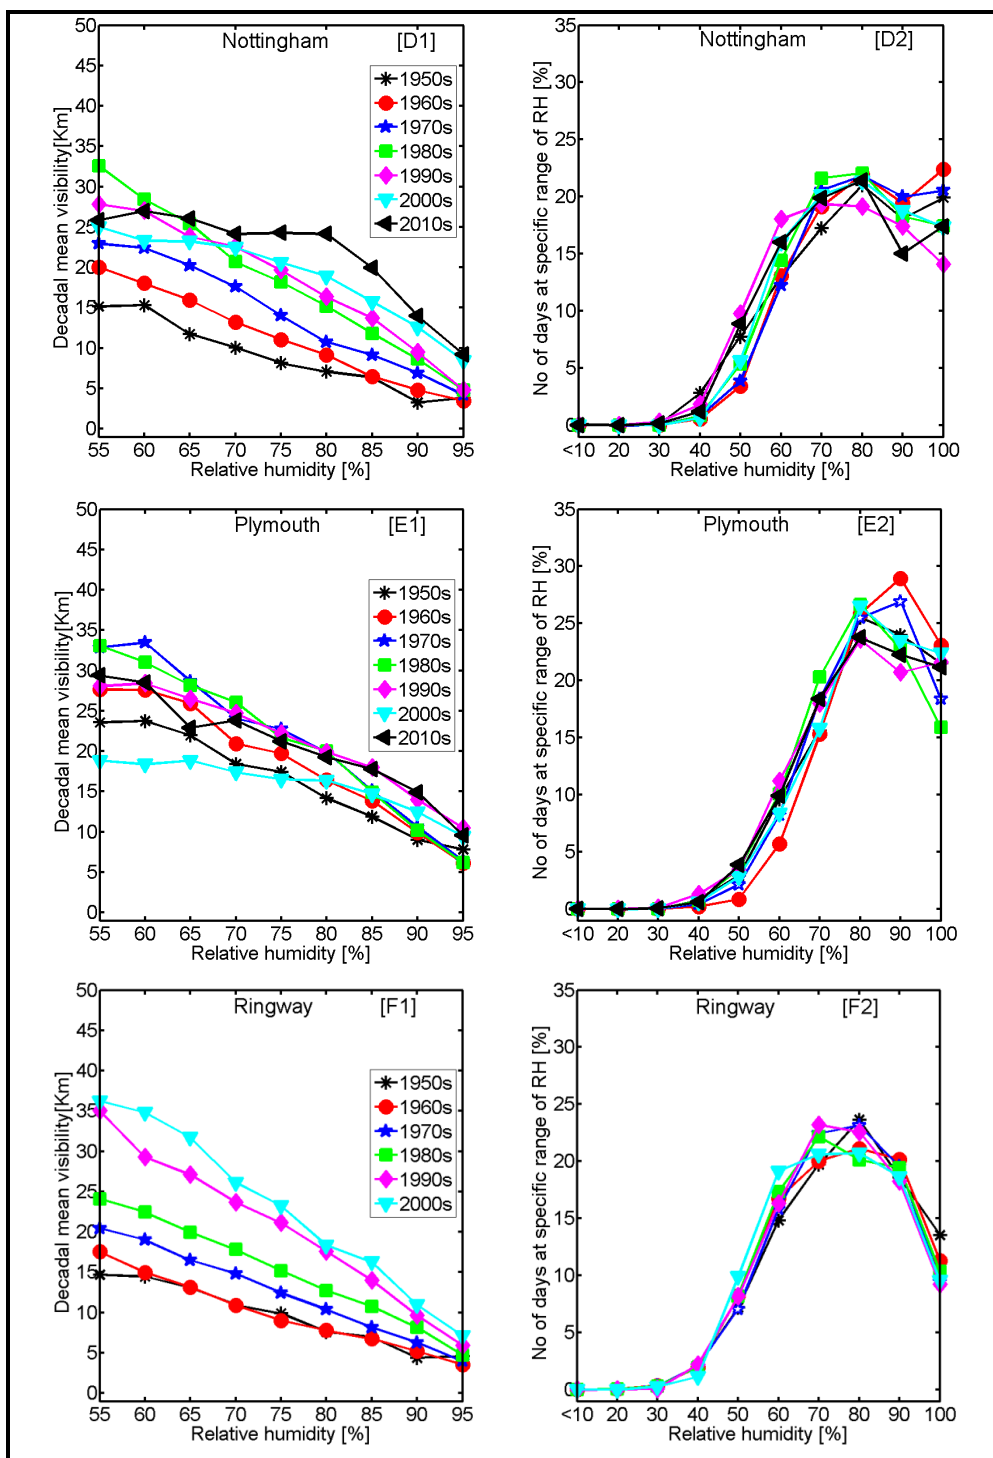 Nottingham [D1]
Decadal mean visibility[Km]
50
45
40
35
30
25
20
15
10
5
0
1950s
1960s
1970s
1980s
1990s
2000s
2010s
55 60 65 70 75 80 85 90 95
Relative humidity [%]
Nottingham [D2]
No of days at specific range of RH [%]
35
30
25
20
15
10
5
0
<10 20 30 40 50 60 70 80 90 100
Relative humidity [%]
Plymouth [E1]
Decadal mean visibility[Km]
50
45
40
35
30
25
20
15
10
5
0
1950s
1960s
1970s
1980s
1990s
2000s
2010s
55 60 65 70 75 80 85 90 95
Relative humidity [%]
Plymouth [E2]
No of days at specific range of RH [%]
35
30
25
20
15
10
5
0
<10 20 30 40 50 60 70 80 90 100
Relative humidity [%]
Ringway [F1]
Decadal mean visibility[Km]
50
45
40
35
30
25
20
15
10
5
0
1950s
1960s
1970s
1980s
1990s
2000s
55 60 65 70 75 80 85 90 95
Relative humidity [%]
Ringway [F2]
No of days at specific range of RH [%]
35
30
25
20
15
10
5
0
<10 20 30 40 50 60 70 80 90 100
Relative humidity [%]